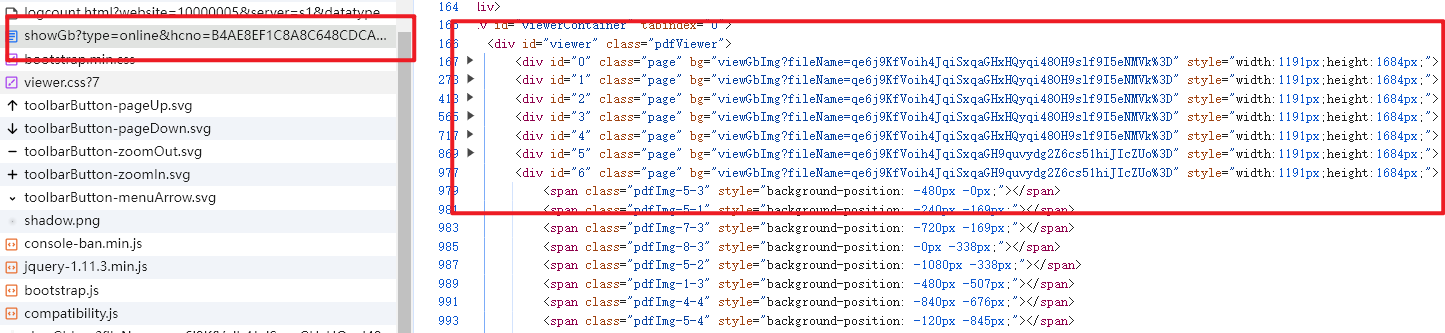 logcount.html?website=10000005&server=s1&datatype
showGb?type=online&hcno=B4AE8EF1C8A8C648CDCA...
bootstrap.min.css
viewer.css?7
toolbarButton-pageUp.svg
toolbarButton-pageDown.svg
toolbarButton-zoomOut.svg
toolbarButton-zoomIn.svg
toolbarButton-menuArrow.svg
shadow.png
console-ban.min.js
jquery-1.11.3.min.js
bootstrap.js
compatibility.js
164 liv>
165 v id="viewerContainer" tabindex="0"
166 <div id="viewer" class="pdfViewer">
167 <div id="0" class="page" bg="viewGbImg?fileName=qe6j9KfVoih4JqiSxqaGHxHQyqi48OH9slf9I5eNMVk%3D" style="width:1191px;height:1684px;">
273 <div id="1" class="page" bg="viewGbImg?fileName=qe6j9KfVoih4JqiSxqaGHxHQyqi48OH9slf9I5eNMVk%3D" style="width:1191px;height:1684px;">
418 <div id="2" class="page" bg="viewGbImg?fileName=qe6j9KfVoih4JqiSxqaGHxHQyqi48OH9slf9I5eNMVk%3D" style="width:1191px;height:1684px;">
565 <div id="3" class="page" bg="viewGbImg?fileName=qe6j9KfVoih4JqiSxqaGHxHQyqi48OH9slf9I5eNMVk%3D" style="width:1191px;height:1684px;">
717 <div id="4" class="page" bg="viewGbImg?fileName=qe6j9KfVoih4JqiSxqaGHxHQyqi48OH9slf9I5eNMVk%3D" style="width:1191px;height:1684px;">
869 <div id="5" class="page" bg="viewGbImg?fileName=qe6j9KfVoih4JqiSxqaGH9quvydg2Z6cs51hiJIcZUo%3D" style="width:1191px;height:1684px;">
977 <div id="6" class="page" bg="viewGbImg?fileName=qe6j9KfVoih4JqiSxqaGH9quvydg2Z6cs51hiJIcZUo%3D" style="width:1191px;height:1684px;">
979 <span class="pdfImg-5-3" style="background-position: -480px -0px;"></span>
981 <span class="pdfImg-5-1" style="background-position: -240px -169px;"></span>
983 <span class="pdfImg-7-3" style="background-position: -720px -169px;"></span>
985 <span class="pdfImg-8-3" style="background-position: -0px -338px;"></span>
987 <span class="pdfImg-5-2" style="background-position: -1080px -338px;"></span>
989 <span class="pdfImg-1-3" style="background-position: -480px -507px;"></span>
991 <span class="pdfImg-4-4" style="background-position: -840px -676px;"></span>
993 <span class="pdfImg-5-4" style="background-position: -120px -845px;"></span>